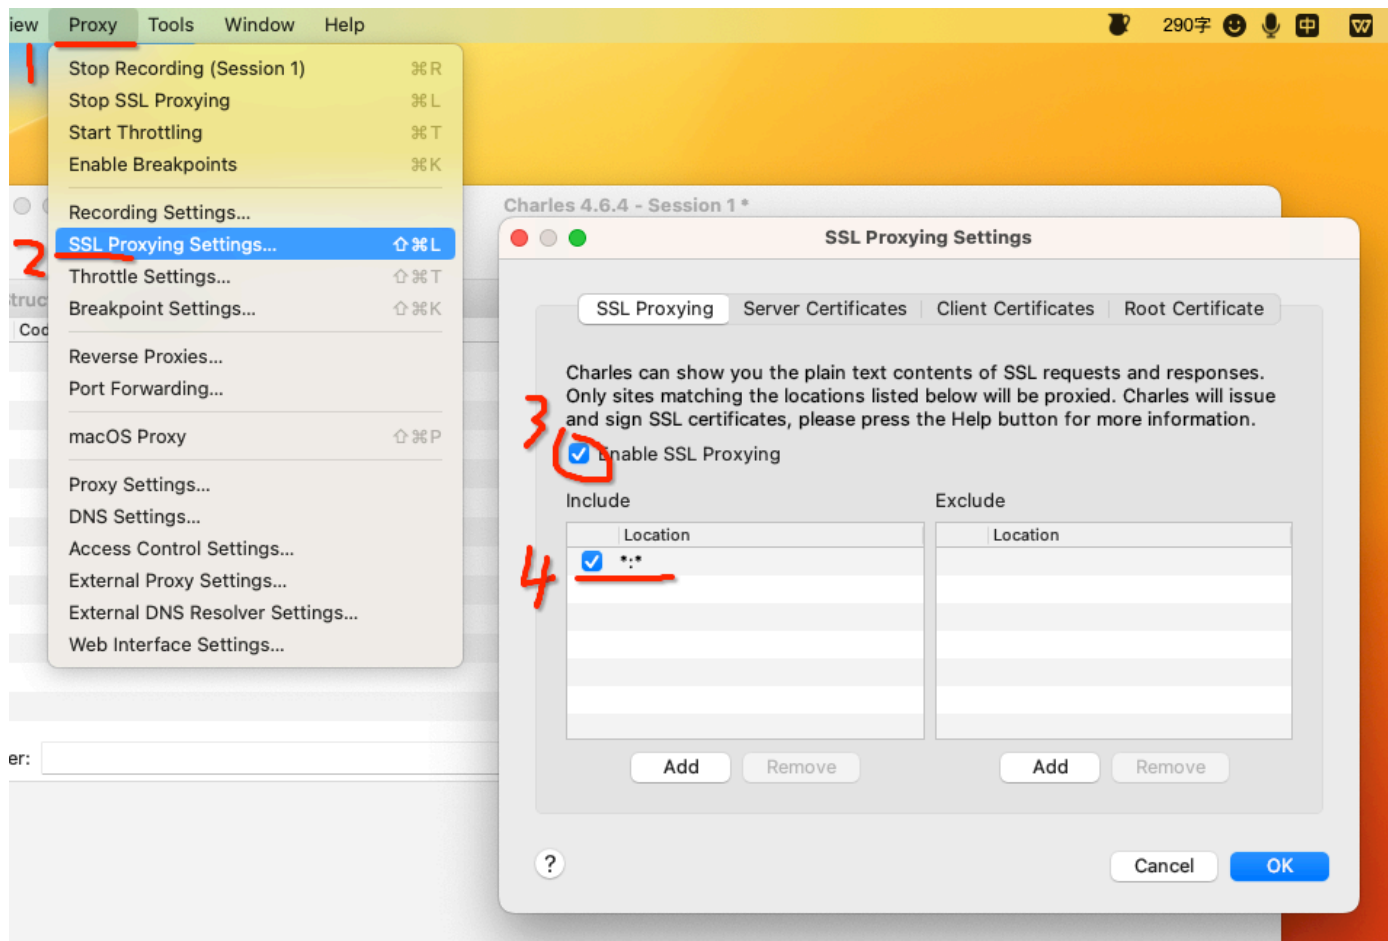 iew Proxy Tools Window Help 290字 中
1
Stop Recording (Session 1) ⌘R
Stop SSL Proxying ⌘L
Start Throttling ⌘T
Enable Breakpoints ⌘K
Recording Settings...
2 SSL Proxying Settings... ⇧⌘L
Throttle Settings... ⇧⌘T
Breakpoint Settings... ⇧⌘K
Reverse Proxies...
Port Forwarding...
macOS Proxy ⇧⌘P
Proxy Settings...
DNS Settings...
Access Control Settings...
External Proxy Settings...
External DNS Resolver Settings...
Web Interface Settings...
truc
Cod
er:
Charles 4.6.4 - Session 1 *
SSL Proxying Settings
SSL Proxying Server Certificates Client Certificates Root Certificate
Charles can show you the plain text contents of SSL requests and responses.
Only sites matching the locations listed below will be proxied. Charles will issue
and sign SSL certificates, please press the Help button for more information.
3 Enable SSL Proxying
Include Exclude
Location Location
4 *:*
Add Remove Add Remove
? Cancel OK